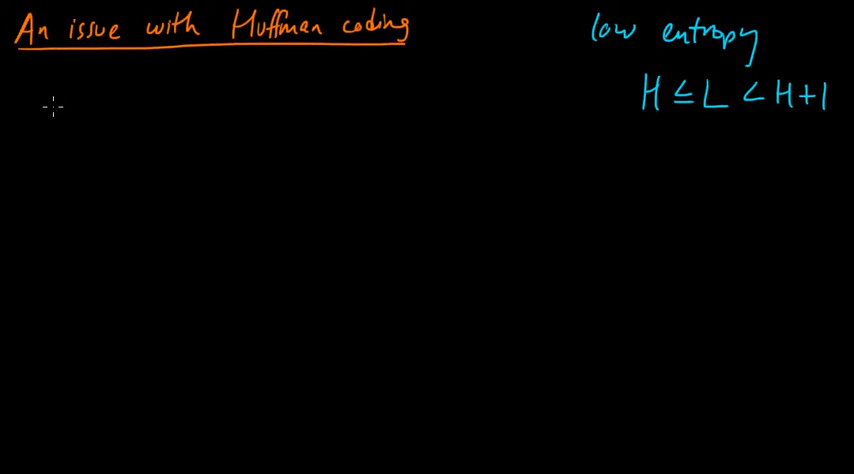 An issue with Huffman coding
low entropy
H ≤ L < H + 1